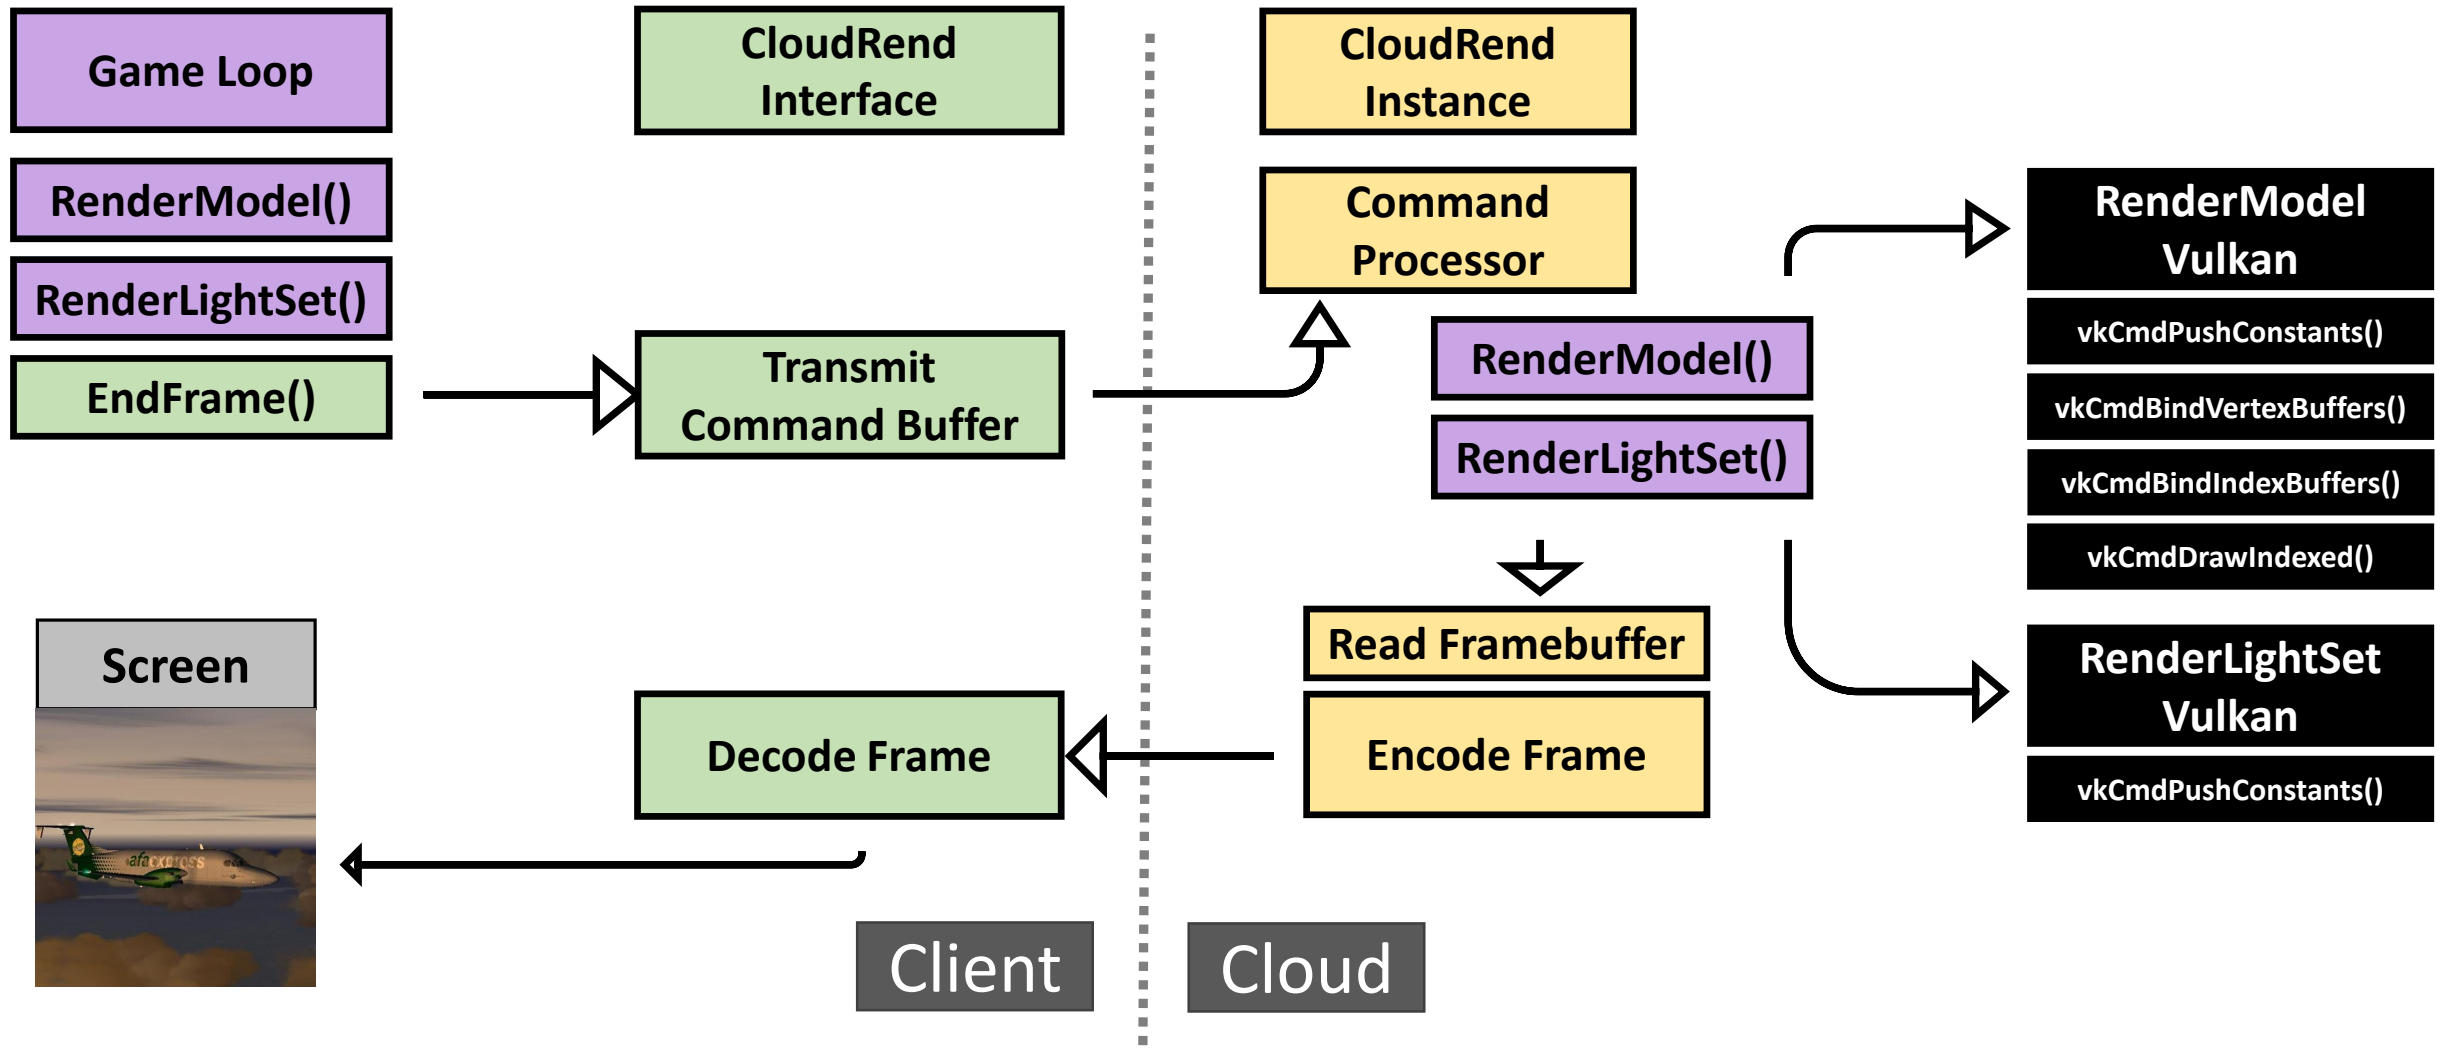 Game Loop
RenderModel()
RenderLightSet()
EndFrame()
CloudRend
Interface
Transmit
Command Buffer
CloudRend
Instance
Command
Processor
RenderModel()
RenderLightSet()
Read Framebuffer
Encode Frame
Decode Frame
RenderModel
Vulkan
vkCmdPushConstants()
vkCmdBindVertexBuffers()
vkCmdBindIndexBuffers()
vkCmdDrawIndexed()
RenderLightSet
Vulkan
vkCmdPushConstants()
Screen
afaexpress
Client
Cloud